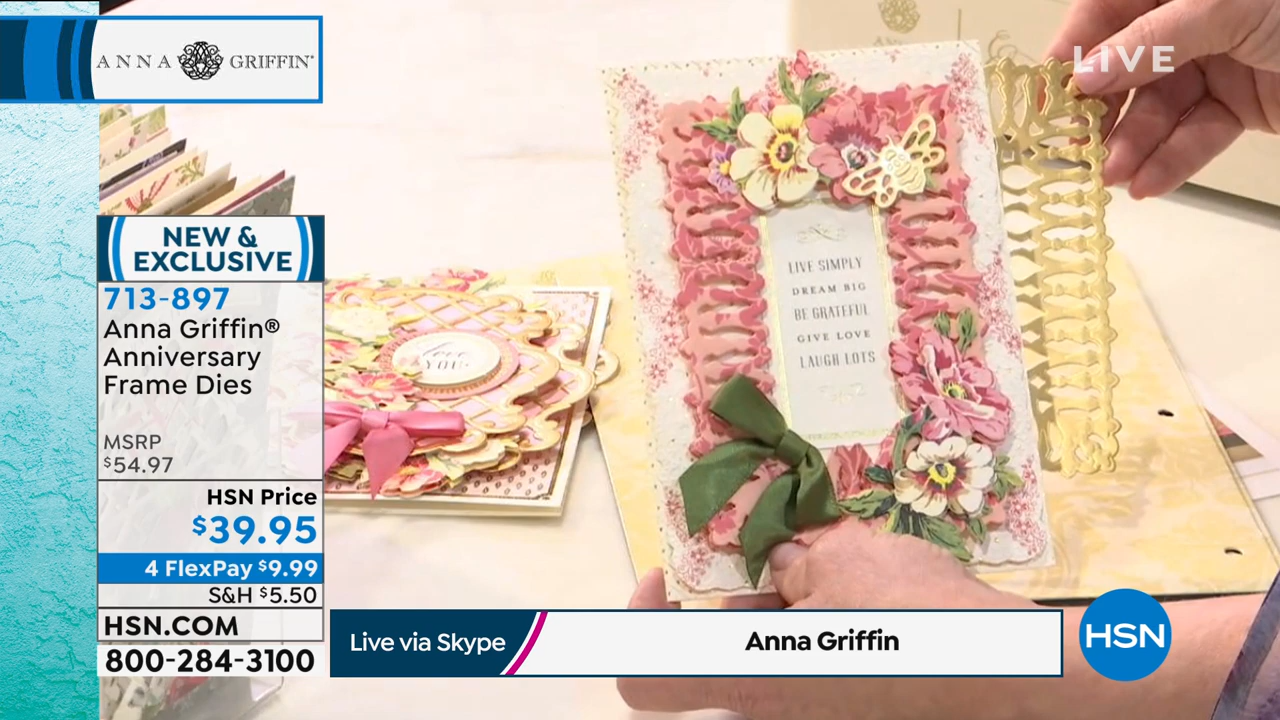 ANNA GRIFFIN®
LIVE
NEW &
EXCLUSIVE
713-897
Anna Griffin®
Anniversary
Frame Dies
MSRP
$54.97
HSN Price
$39.95
4 FlexPay $9.99
S&H $5.50
HSN.COM
800-284-3100
LIVE SIMPLY
DREAM BIG
BE GRATEFUL
GIVE LOVE
LAUGH LOTS
love
YOU
Live via Skype
Anna Griffin
HSN